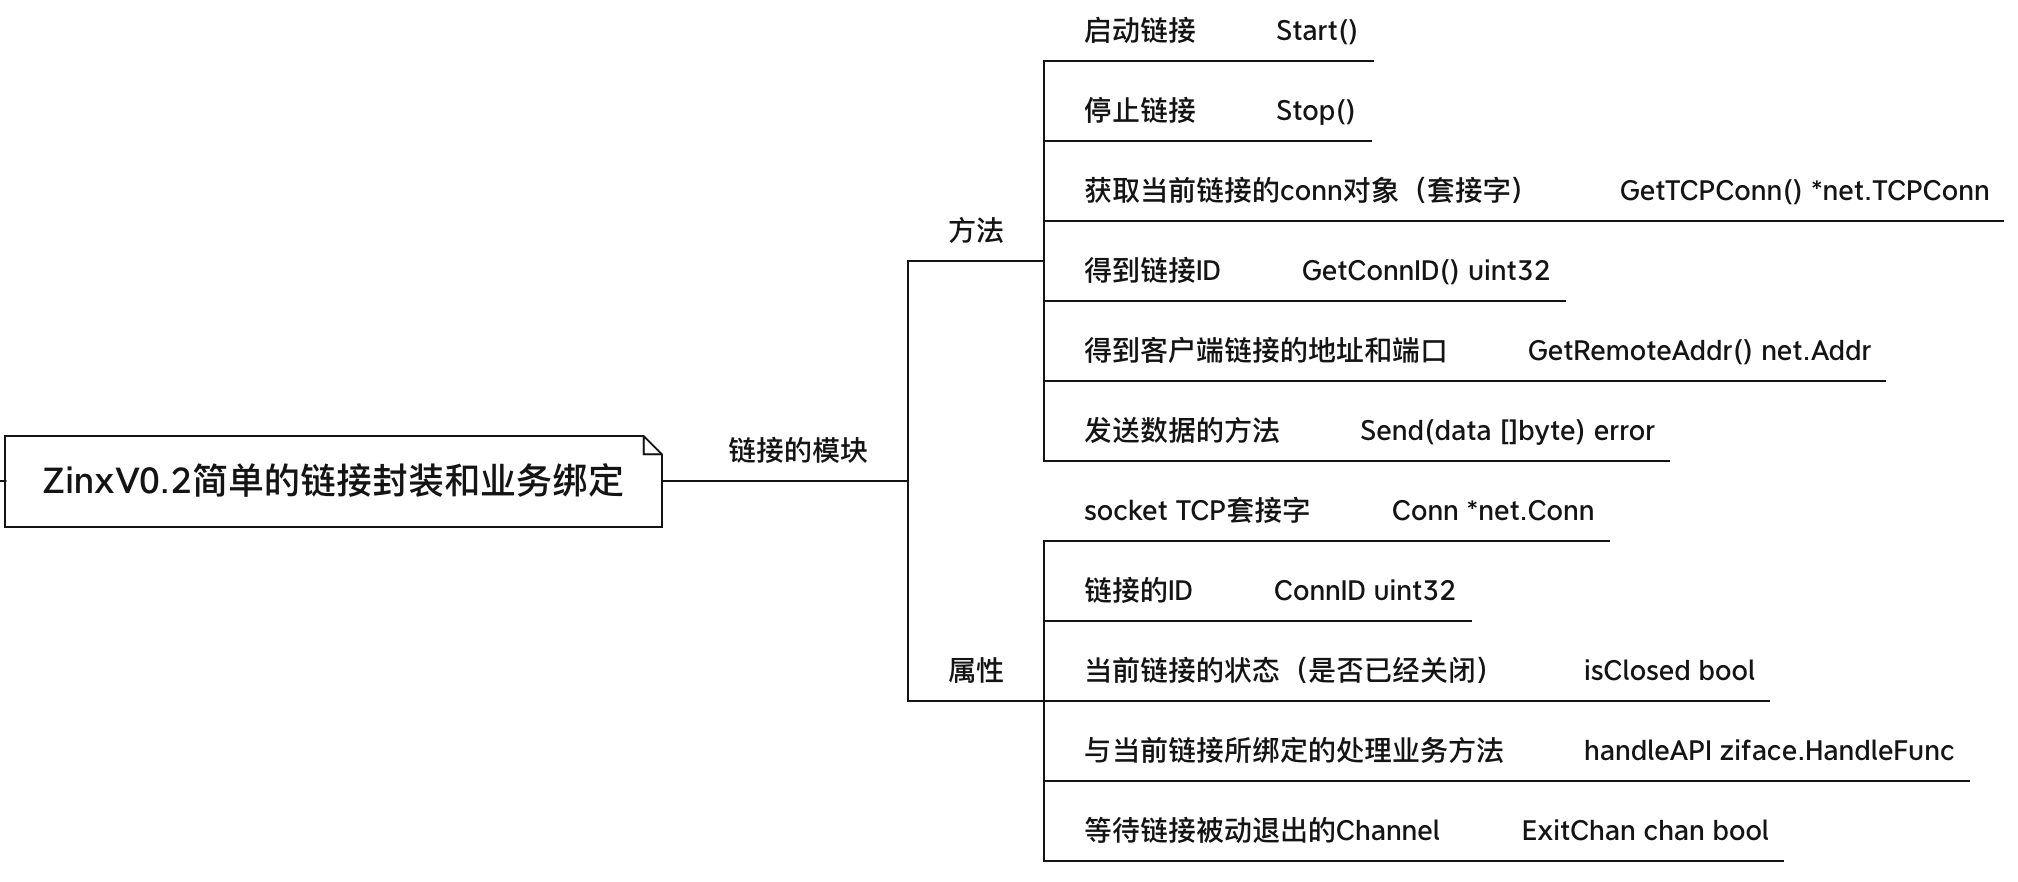 ZinxV0.2简单的链接封装和业务绑定
链接的模块
方法
启动链接 Start()
停止链接 Stop()
获取当前链接的conn对象（套接字） GetTCPConn() *net.TCPConn
得到链接ID GetConnID() uint32
得到客户端链接的地址和端口 GetRemoteAddr() net.Addr
发送数据的方法 Send(data []byte) error
属性
socket TCP套接字 Conn *net.Conn
链接的ID ConnID uint32
当前链接的状态（是否已经关闭） isClosed bool
与当前链接所绑定的处理业务方法 handleAPI ziface.HandleFunc
等待链接被动退出的Channel ExitChan chan bool